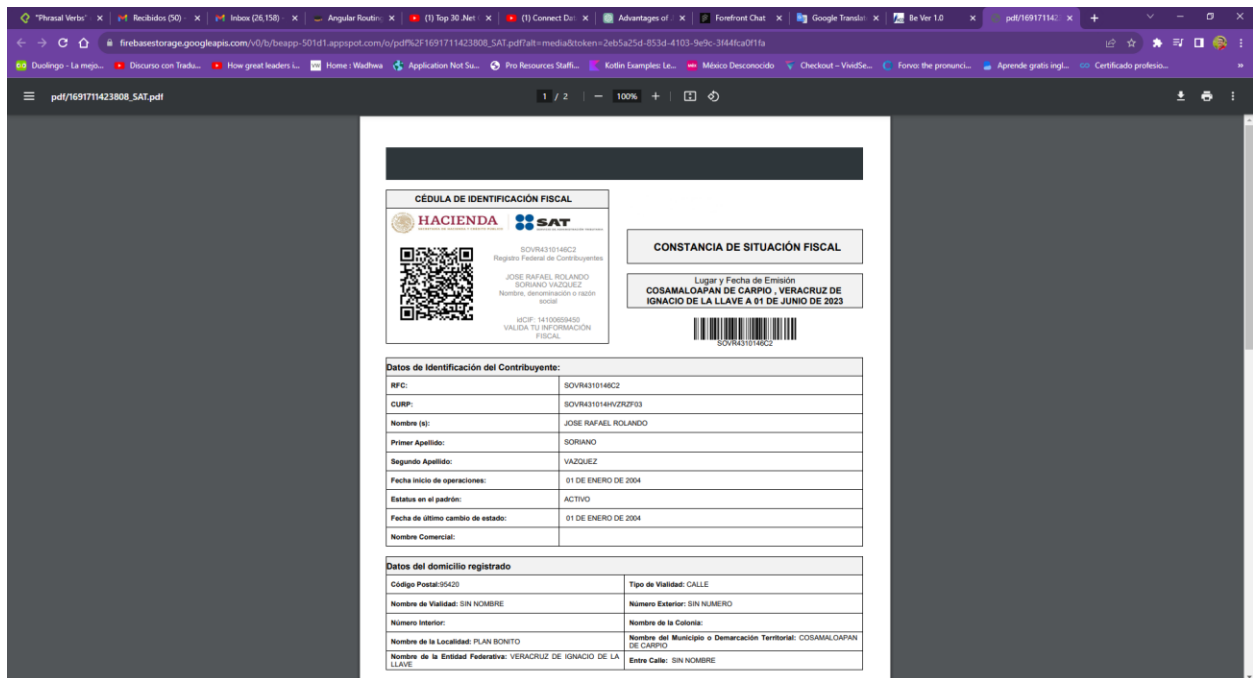 "Phrasal Verbs"
Recibidos (50) -
Inbox (26,158) -
Angular Routing
(1) Top 30 .Net
(1) Connect Dat
Advantages of
Forefront Chat
Google Translat
Be Ver 1.0
pdf/169171142
firebasestorage.googleapis.com/v0/b/beapp-501d1.appspot.com/o/pdf%2F1691711423808_SAT.pdf?alt=media&token=2eb5a25d-853d-4103-9e9c-3f44fca0f1fa
Duolingo - La mejo...
Discurso con Tradu...
How great leaders i...
Home : Wadhwa
Application Not Su...
Pro Resources Staffi...
Kotlin Examples: Le...
México Desconocido
Checkout – VividSe...
Forvo: the pronunci...
Aprende gratis ingl...
Certificado profesio...
pdf/1691711423808_SAT.pdf
1 / 2
100%
CÉDULA DE IDENTIFICACIÓN FISCAL
HACIENDA
SAT
SOVR4310146C2
Registro Federal de Contribuyentes
JOSE RAFAEL ROLANDO
SORIANO VAZQUEZ
Nombre, denominación o razón
social
idCIF: 14100659450
VALIDA TU INFORMACIÓN
FISCAL
CONSTANCIA DE SITUACIÓN FISCAL
Lugar y Fecha de Emisión
COSAMALOAPAN DE CARPIO , VERACRUZ DE
IGNACIO DE LA LLAVE A 01 DE JUNIO DE 2023
SOVR4310146C2
Datos de Identificación del Contribuyente:
RFC: SOVR4310146C2
CURP: SOVR431014HVZRZF03
Nombre (s): JOSE RAFAEL ROLANDO
Primer Apellido: SORIANO
Segundo Apellido: VAZQUEZ
Fecha inicio de operaciones: 01 DE ENERO DE 2004
Estatus en el padrón: ACTIVO
Fecha de último cambio de estado: 01 DE ENERO DE 2004
Nombre Comercial:
Datos del domicilio registrado
Código Postal:95420 Tipo de Vialidad: CALLE
Nombre de Vialidad: SIN NOMBRE Número Exterior: SIN NUMERO
Número Interior: Nombre de la Colonia:
Nombre de la Localidad: PLAN BONITO
Nombre del Municipio o Demarcación Territorial: COSAMALOAPAN
DE CARPIO
Nombre de la Entidad Federativa: VERACRUZ DE IGNACIO DE LA
LLAVE
Entre Calle: SIN NOMBRE